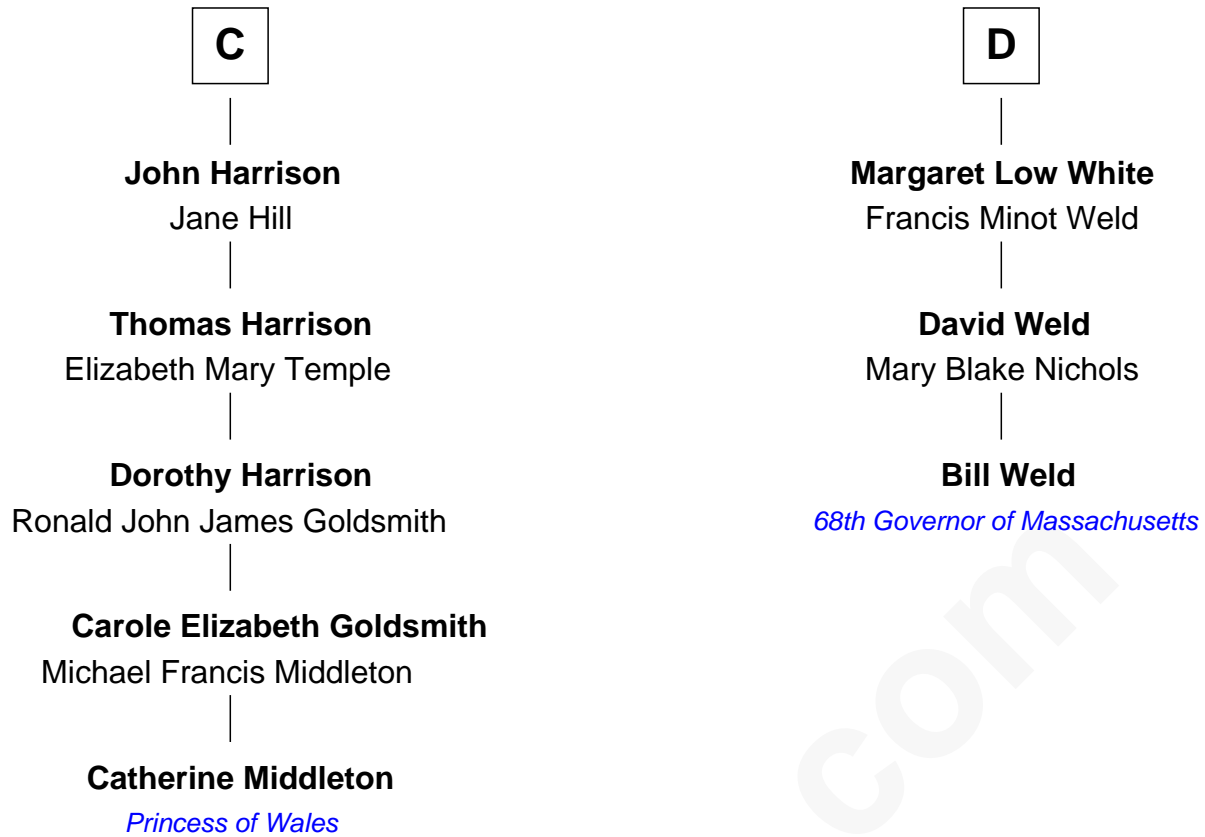 C
John Harrison
Jane Hill
Thomas Harrison
Elizabeth Mary Temple
Dorothy Harrison
Ronald John James Goldsmith
Carole Elizabeth Goldsmith
Michael Francis Middleton
Catherine Middleton
Princess of Wales
D
Margaret Low White
Francis Minot Weld
David Weld
Mary Blake Nichols
Bill Weld
68th Governor of Massachusetts
com